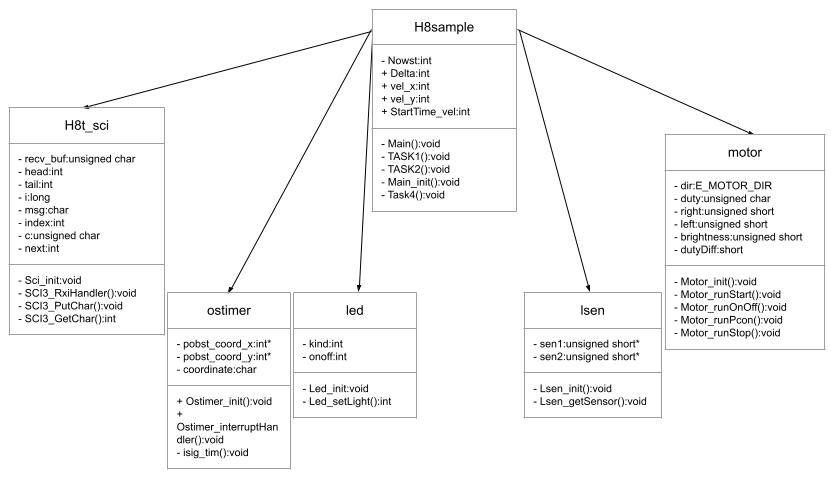 H8sample
- Nowst:int
+ Delta:int
+ vel_x:int
+ vel_y:int
+ StartTime_vel:int
- Main():void
- TASK1():void
- TASK2():void
- Main_init():void
- Task4():void
H8t_sci
- recv_buf:unsigned char
- head:int
- tail:int
- i:long
- msg:char
- index:int
- c:unsigned char
- next:int
- Sci_init:void
- SCI3_RxiHandler():void
- SCI3_PutChar():void
- SCI3_GetChar():int
motor
- dir:E_MOTOR_DIR
- duty:unsigned char
- right:unsigned short
- left:unsigned short
- brightness:unsigned short
- dutyDiff:short
- Motor_init():void
- Motor_runStart():void
- Motor_runOnOff():void
- Motor_runPcon():void
- Motor_runStop():void
ostimer
- pobst_coord_x:int*
- pobst_coord_y:int*
- coordinate:char
+ Ostimer_init():void
+
Ostimer_interruptHan
dler():void
- isig_tim():void
led
- kind:int
- onoff:int
- Led_init:void
- Led_setLight():int
lsen
- sen1:unsigned short*
- sen2:unsigned short*
- Lsen_init():void
- Lsen_getSensor():void